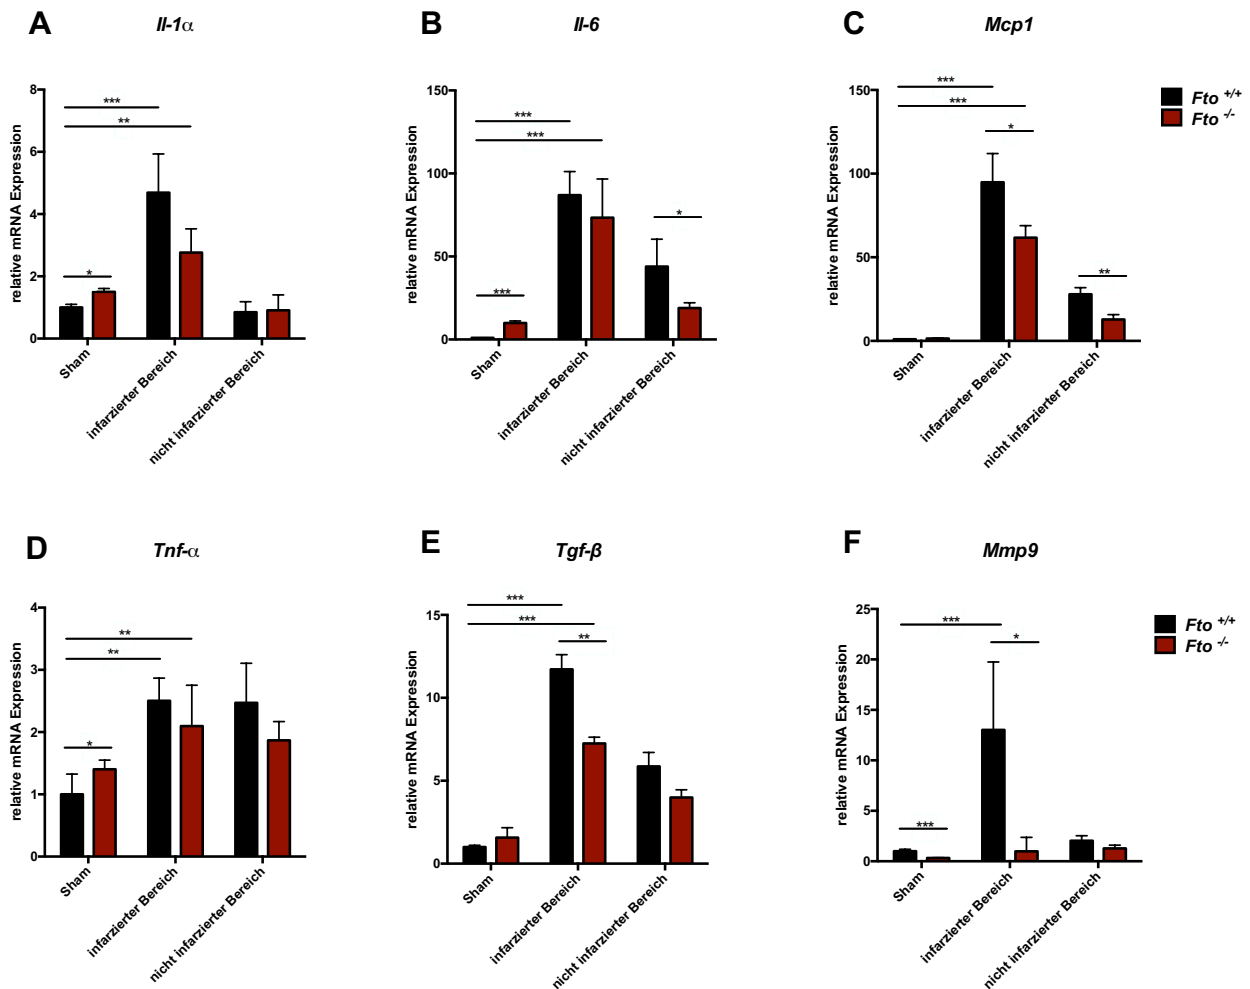 A
Il-1α
relative mRNA Expression
8
6
4
2
0
***
**
*
Sham
infarzierter Bereich
nicht infarzierter Bereich
B
Il-6
relative mRNA Expression
150
100
50
0
***
***
***
*
Sham
infarzierter Bereich
nicht infarzierter Bereich
C
Mcp1
relative mRNA Expression
150
100
50
0
***
***
*
**
Sham
infarzierter Bereich
nicht infarzierter Bereich
Fto +/+
Fto -/-
D
Tnf-α
relative mRNA Expression
4
3
2
1
0
**
**
*
Sham
infarzierter Bereich
nicht infarzierter Bereich
E
Tgf-β
relative mRNA Expression
15
10
5
0
***
***
**
Sham
infarzierter Bereich
nicht infarzierter Bereich
F
Mmp9
relative mRNA Expression
25
20
15
10
5
0
***
*
***
Sham
infarzierter Bereich
nicht infarzierter Bereich
Fto +/+
Fto -/-